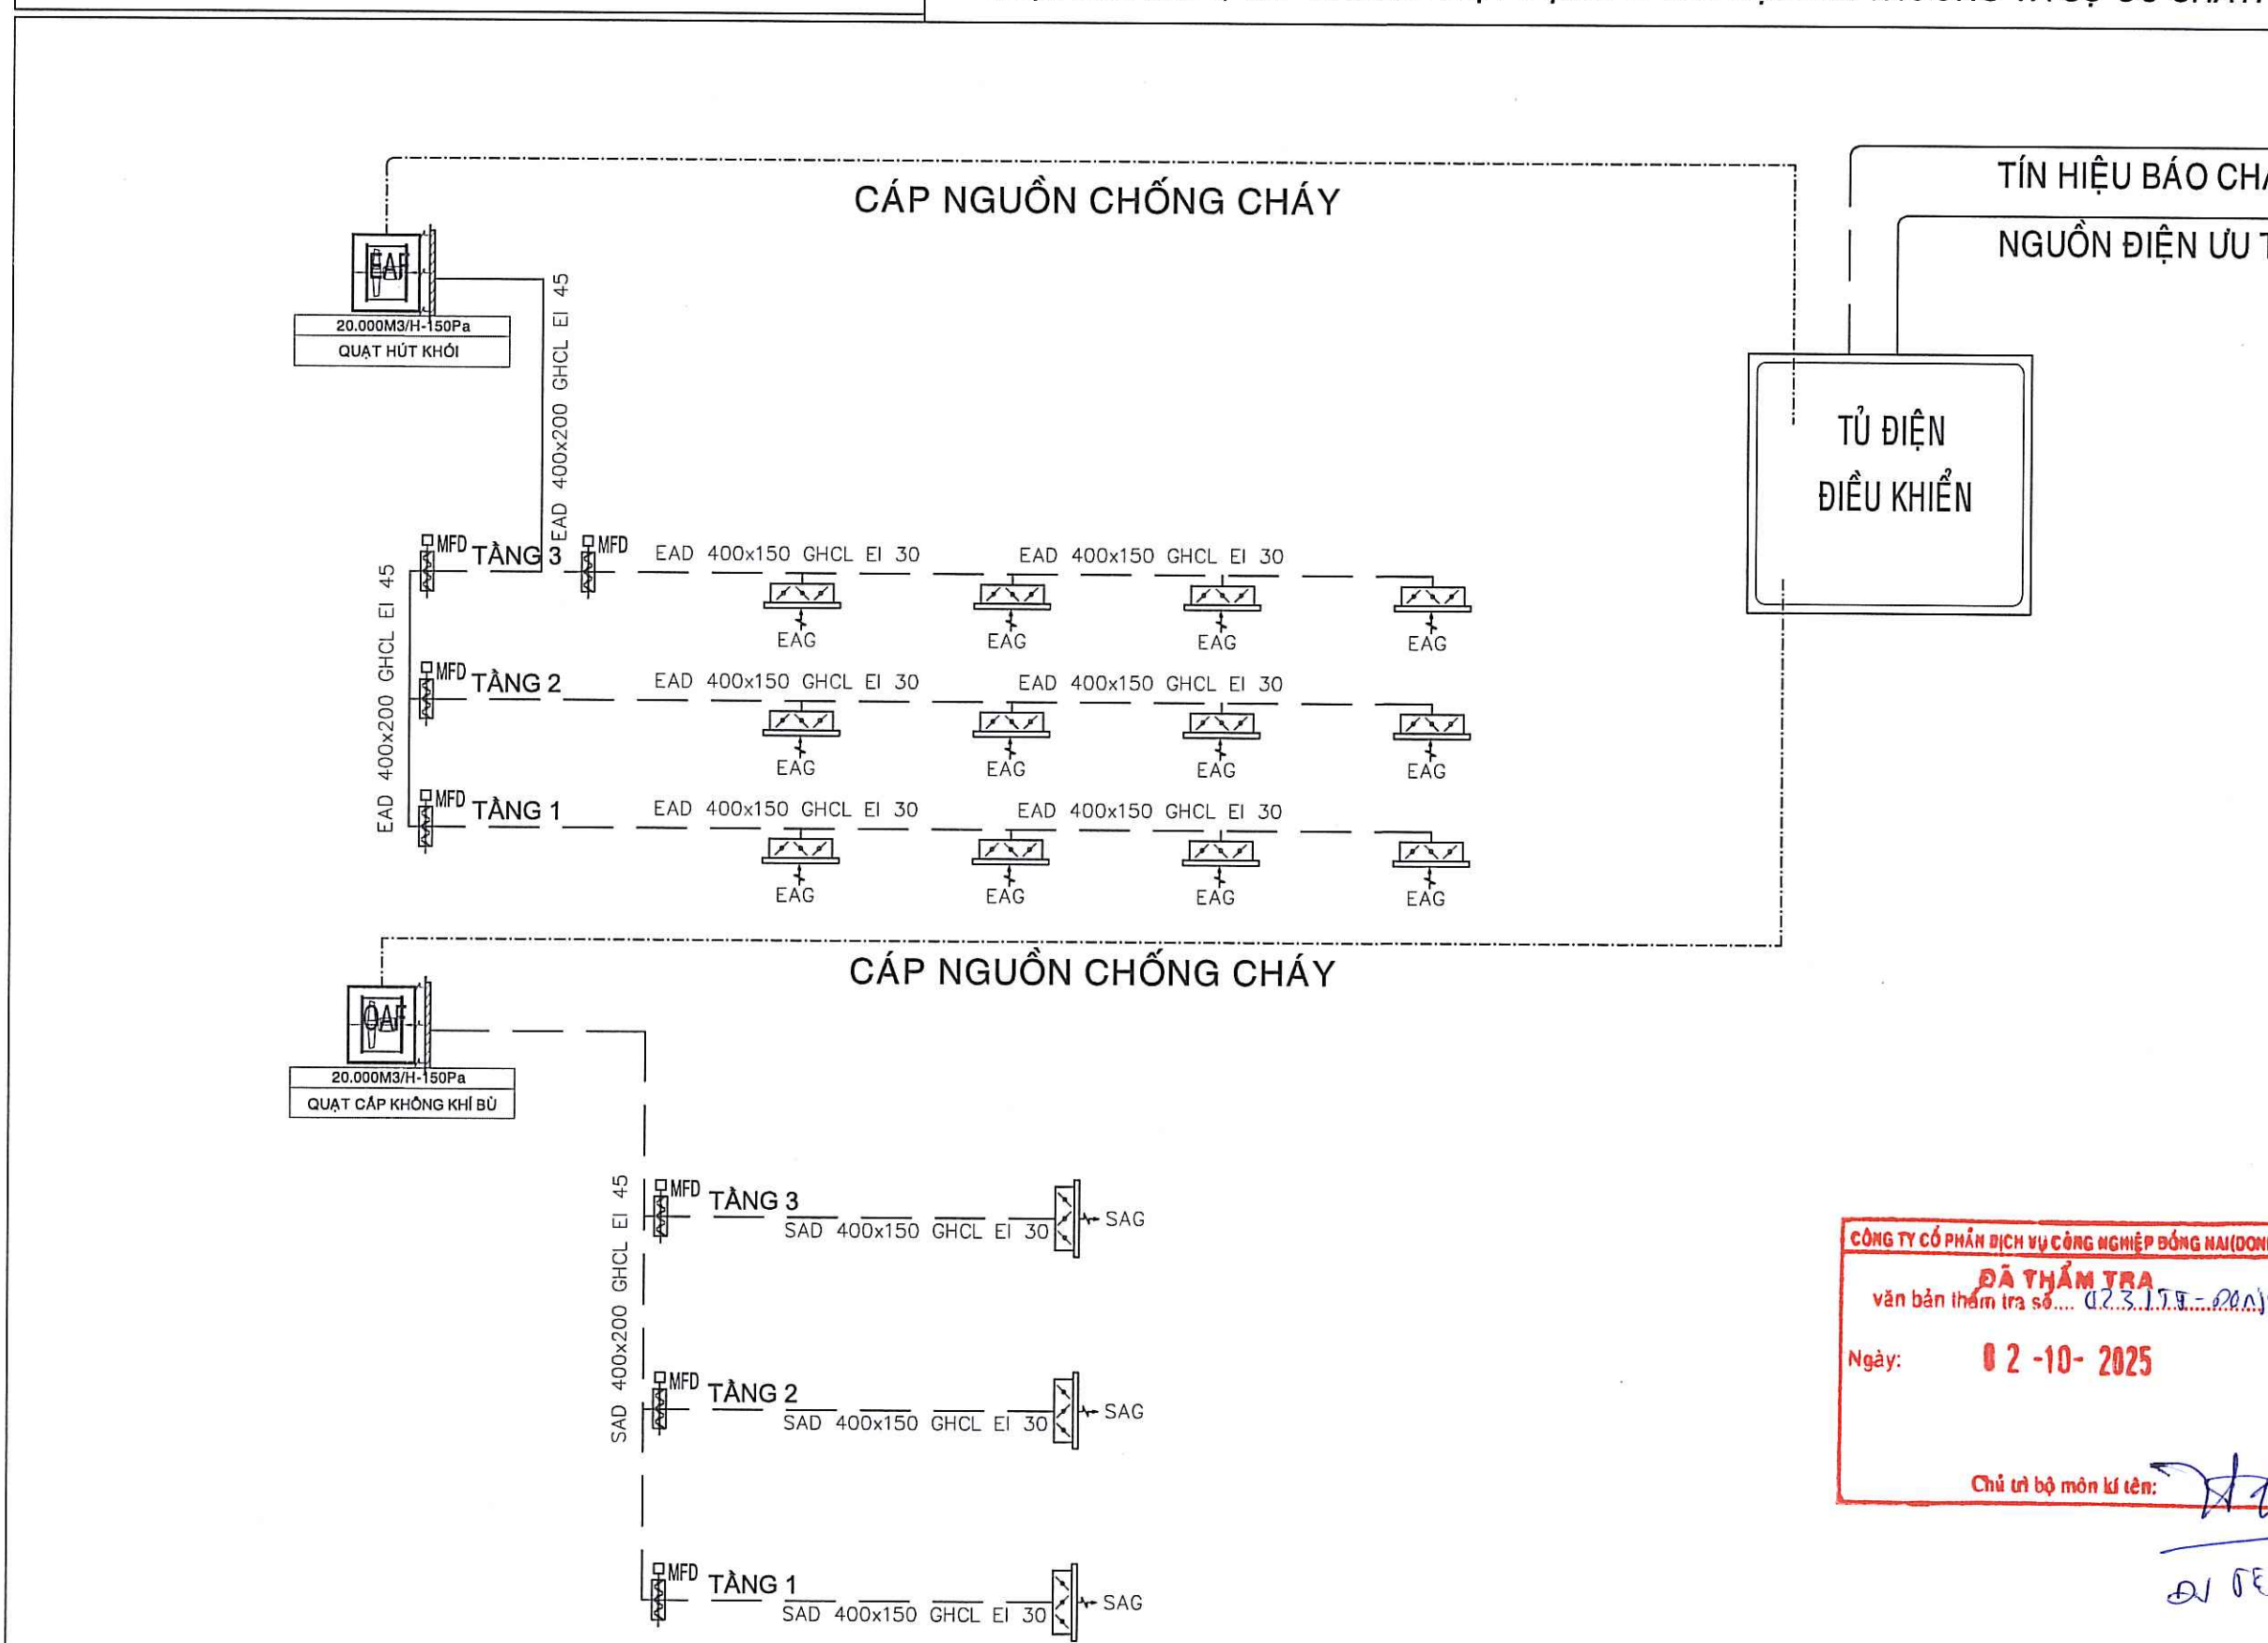 CÁP NGUỒN CHỐNG CHÁY
TÍN HIỆU BÁO CHÁ
NGUỒN ĐIỆN ƯU T
EAF
20.000M3/H-150Pa
QUẠT HÚT KHÓI
EAD 400x200 GHCL EI 45
TỦ ĐIỆN
ĐIỀU KHIỂN
EAD 400x200 GHCL EI 45
MFD TẦNG 3 MFD EAD 400x150 GHCL EI 30 EAD 400x150 GHCL EI 30
EAG EAG EAG EAG
MFD TẦNG 2 EAD 400x150 GHCL EI 30 EAD 400x150 GHCL EI 30
EAG EAG EAG EAG
MFD TẦNG 1 EAD 400x150 GHCL EI 30 EAD 400x150 GHCL EI 30
EAG EAG EAG EAG
CÁP NGUỒN CHỐNG CHÁY
OAF
20.000M3/H-150Pa
QUẠT CẤP KHÔNG KHÍ BÙ
SAD 400x200 GHCL EI 45
MFD TẦNG 3
SAD 400x150 GHCL EI 30 SAG
MFD TẦNG 2
SAD 400x150 GHCL EI 30 SAG
MFD TẦNG 1
SAD 400x150 GHCL EI 30 SAG
CÔNG TY CỔ PHẦN DỊCH VỤ CÔNG NGHIỆP ĐỒNG NAI(DON
ĐÃ THẨM TRA
văn bản thẩm tra số....
Ngày: 02-10-2025
Chủ trì bộ môn kí tên: